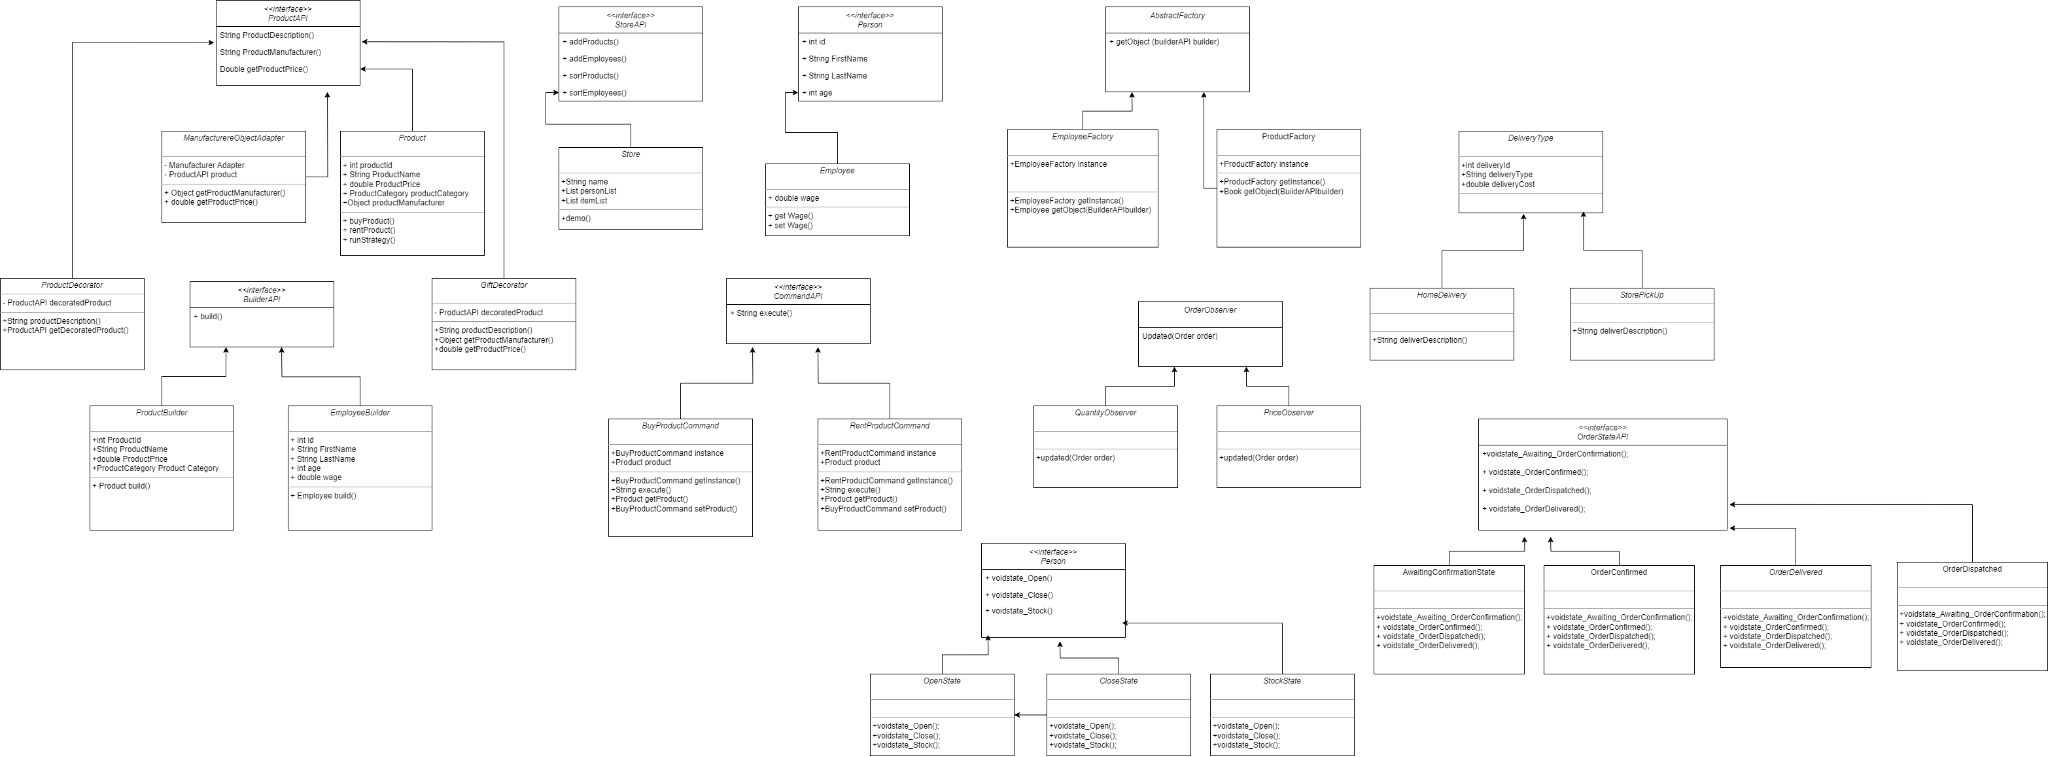 <<interface>>
ProductAPI
String ProductDescription()
String ProductManufacturer()
Double getProductPrice()
<<interface>>
StoreAPI
+ addProducts()
+ addEmployees()
+ sortProducts()
+ sortEmployees()
<<interface>>
Person
+ int id
+ String FirstName
+ String LastName
+ int age
AbstractFactory
+ getObject (builderAPI builder)
ManufacturereObjectAdapter
- Manufacturer Adapter
- ProductAPI product
+ Object getProductManufacturer()
+ double getProductPrice()
Product
+ int productid
+ String ProductName
+ double ProductPrice
+ ProductCategory productCategory
+Object productManufacturer
+ buyProduct()
+ rentProduct()
+ runStrategy()
Store
+String name
+List personList
+List itemList
+demo()
Employee
+ double wage
+ get Wage()
+ set Wage()
EmployeeFactory
+EmployeeFactory instance
+EmployeeFactory getInstance()
+Employee getObject(BuilderAPIbuilder)
ProductFactory
+ProductFactory instance
+ProductFactory getInstance()
+Book getObject(BuilderAPIbuilder)
DeliveryType
+int deliveryId
+String deliveryType
+double deliveryCost
ProductDecorator
- ProductAPI decoratedProduct
+String productDescription()
+ProductAPI getDecoratedProduct()
<<interface>>
BuilderAPI
+ build()
GiftDecorator
- ProductAPI decoratedProduct
+String productDescription()
+Object getProductManufacturer()
+double getProductPrice()
<<interface>>
CommandAPI
+ String execute()
OrderObserver
Updated(Order order)
HomeDelivery
+String deliverDescription()
StorePickUp
+String deliverDescription()
ProductBuilder
+int ProductId
+String ProductName
+double ProductPrice
+ProductCategory Product Category
+ Product build()
EmployeeBuilder
+ int id
+ String FirstName
+ String LastName
+ int age
+ double wage
+ Employee build()
BuyProductCommand
+BuyProductCommand instance
+Product product
+BuyProductCommand getInstance()
+String execute()
+Product getProduct()
+BuyProductCommand setProduct()
RentProductCommand
+RentProductCommand instance
+Product product
+RentProductCommand getInstance()
+String execute()
+Product getProduct()
+BuyProductCommand setProduct()
QuantityObserver
+updated(Order order)
PriceObserver
+updated(Order order)
<<interface>>
OrderStateAPI
+voidstate_Awaiting_OrderConfirmation();
+ voidstate_OrderConfirmed();
+ voidstate_OrderDispatched();
+ voidstate_OrderDelivered();
<<interface>>
Person
+ voidstate_Open()
+ voidstate_Close()
+ voidstate_Stock()
AwaitingConfirmationState
+voidstate_Awaiting_OrderConfirmation();
+ voidstate_OrderConfirmed();
+ voidstate_OrderDispatched();
+ voidstate_OrderDelivered();
OrderConfirmed
+voidstate_Awaiting_OrderConfirmation();
+ voidstate_OrderConfirmed();
+ voidstate_OrderDispatched();
+ voidstate_OrderDelivered();
OrderDelivered
+voidstate_Awaiting_OrderConfirmation();
+ voidstate_OrderConfirmed();
+ voidstate_OrderDispatched();
+ voidstate_OrderDelivered();
OrderDispatched
+voidstate_Awaiting_OrderConfirmation();
+ voidstate_OrderConfirmed();
+ voidstate_OrderDispatched();
+ voidstate_OrderDelivered();
OpenState
+voidstate_Open();
+voidstate_Close();
+voidstate_Stock();
CloseState
+voidstate_Open();
+voidstate_Close();
+voidstate_Stock();
StockState
+voidstate_Open();
+voidstate_Close();
+voidstate_Stock();